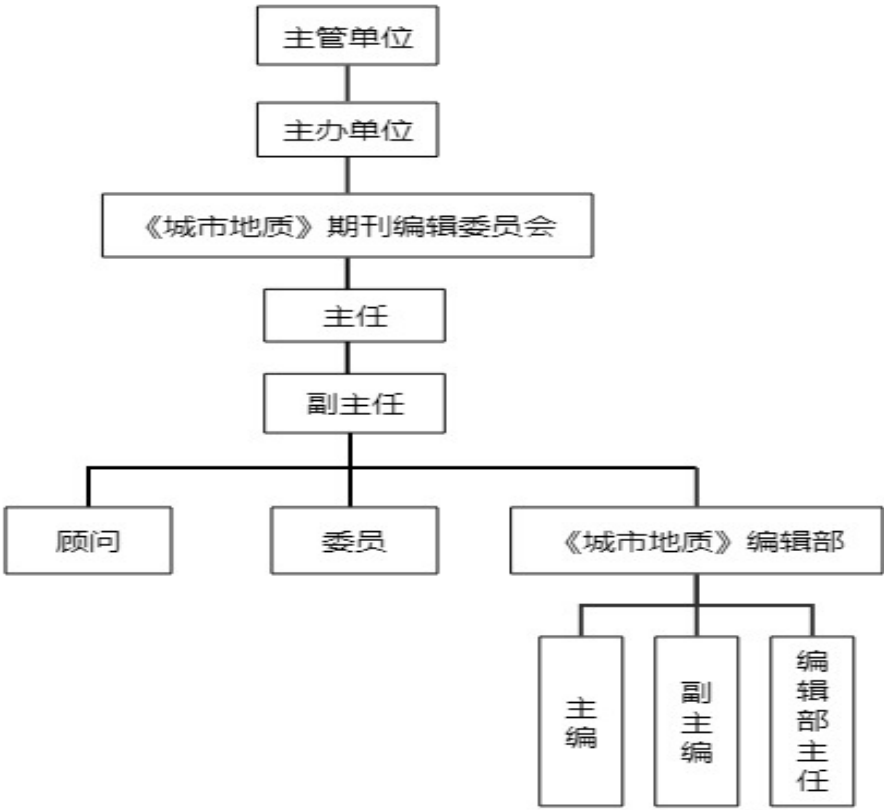 主管单位
主办单位
《城市地质》期刊编辑委员会
主任
副主任
顾问
委员
《城市地质》编辑部
主编
副主编
编辑部主任